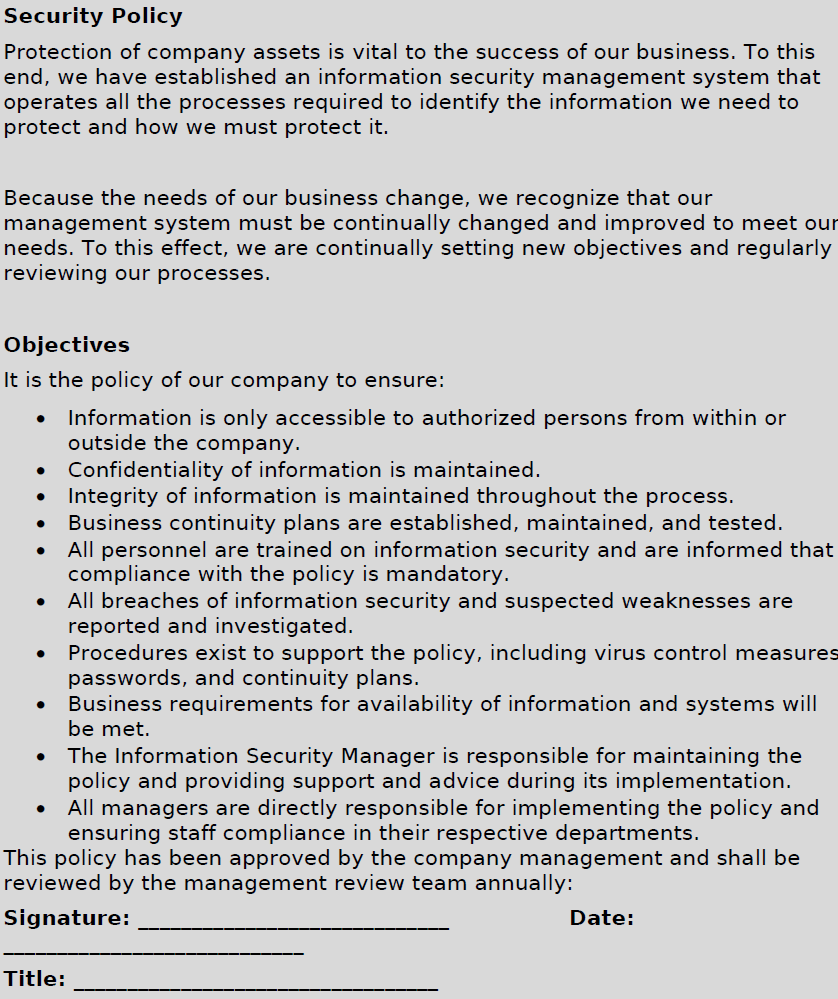 Security Policy
Protection of company assets is vital to the success of our business. To this
end, we have established an information security management system that
operates all the processes required to identify the information we need to
protect and how we must protect it.
Because the needs of our business change, we recognize that our
management system must be continually changed and improved to meet our
needs. To this effect, we are continually setting new objectives and regularly
reviewing our processes.
Objectives
It is the policy of our company to ensure:
• Information is only accessible to authorized persons from within or
outside the company.
• Confidentiality of information is maintained.
• Integrity of information is maintained throughout the process.
• Business continuity plans are established, maintained, and tested.
• All personnel are trained on information security and are informed that
compliance with the policy is mandatory.
• All breaches of information security and suspected weaknesses are
reported and investigated.
• Procedures exist to support the policy, including virus control measures
passwords, and continuity plans.
• Business requirements for availability of information and systems will
be met.
• The Information Security Manager is responsible for maintaining the
policy and providing support and advice during its implementation.
• All managers are directly responsible for implementing the policy and
ensuring staff compliance in their respective departments.
This policy has been approved by the company management and shall be
reviewed by the management review team annually:
Signature: _____________________________ Date:
____________________________
Title: __________________________________